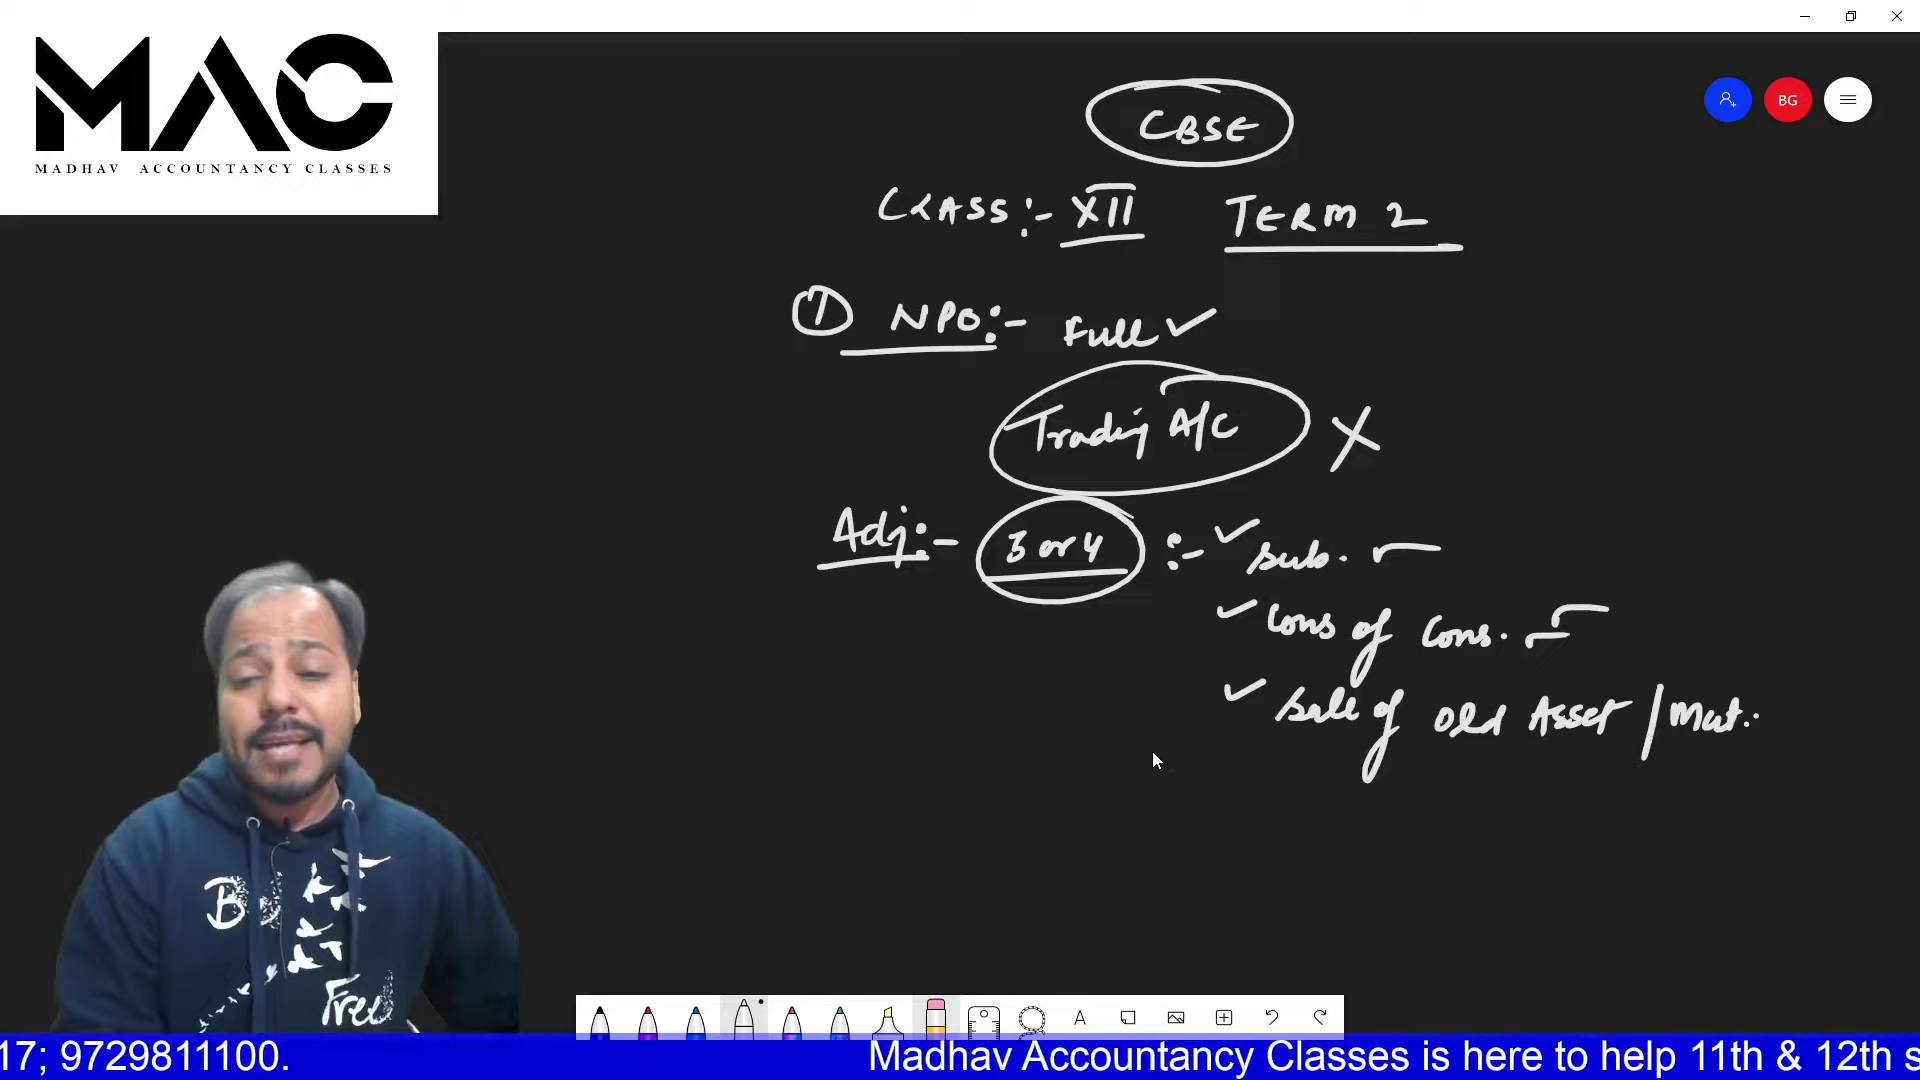 MAC
MADHAV ACCOUNTANCY CLASSES
BG
CBSE
CLASS:- XII TERM 2
① NPO:- Full ✓
Trading A/C X
Adj:- 3 or 4 :- ✓ Sub.
✓ Cons of Cons.
✓ Sale of Old Asset / Mat..
Free
A
17; 9729811100. Madhav Accountancy Classes is here to help 11th & 12th s